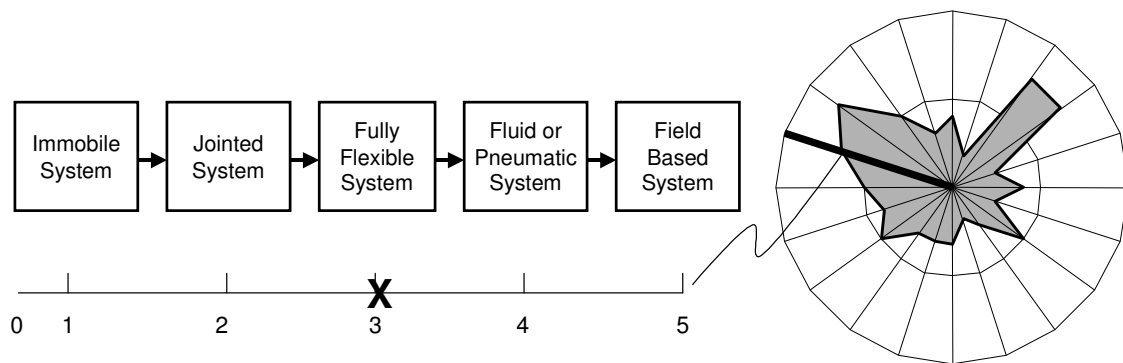 Immobile
System
Jointed
System
Fully
Flexible
System
Fluid or
Pneumatic
System
Field
Based
System
X
0 1 2 3 4 5